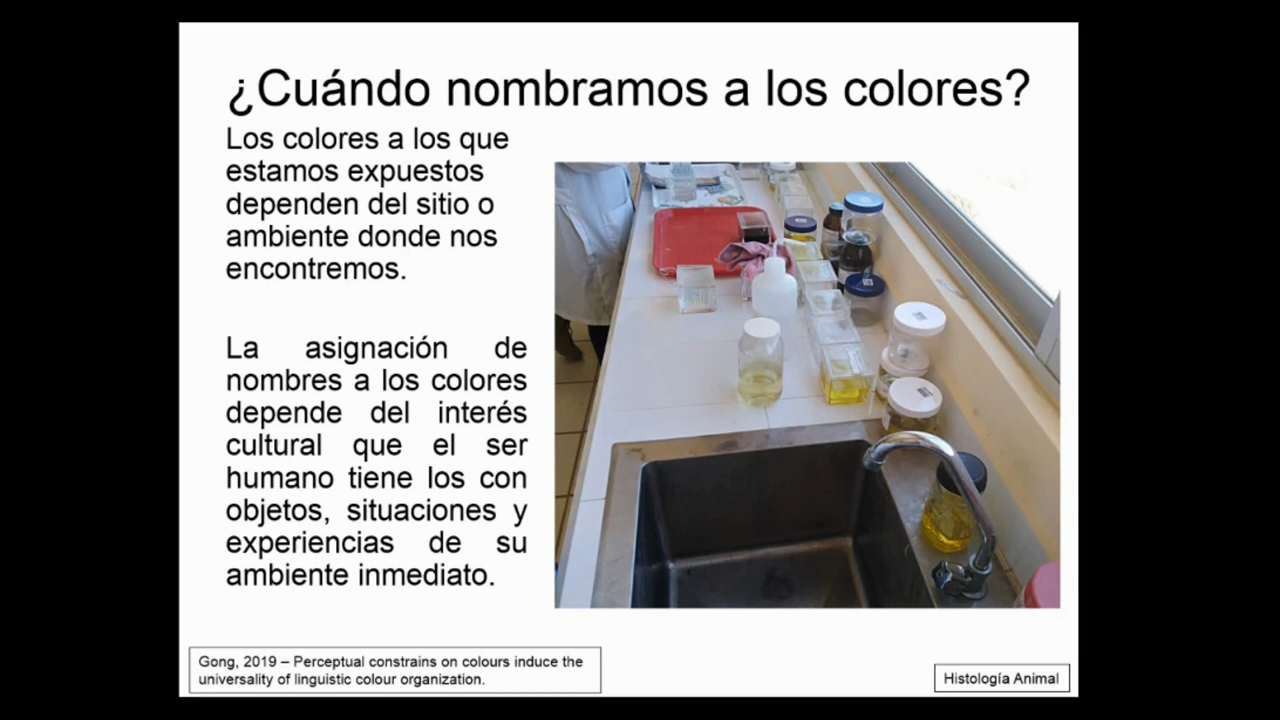 ¿Cuándo nombramos a los colores?
Los colores a los que
estamos expuestos
dependen del sitio o
ambiente donde nos
encontremos.
La asignación de
nombres a los colores
depende del interés
cultural que el ser
humano tiene los con
objetos, situaciones y
experiencias de su
ambiente inmediato.
Gong, 2019 – Perceptual constrains on colours induce the
universality of linguistic colour organization.
Histología Animal